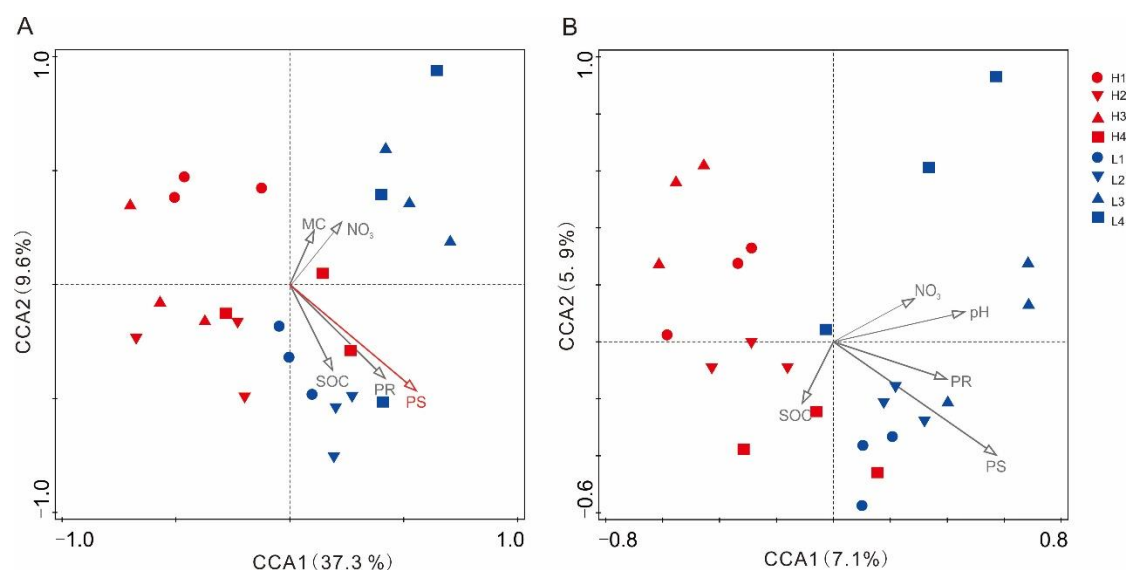 A
1.0
CCA2 (9.6%)
−1.0
−1.0
CCA1 (37.3 %)
1.0
MC
NO3
SOC
PR
PS
B
1.0
CCA2 (5.9%)
−0.6
−0.8
CCA1 (7.1%)
0.8
NO3
pH
PR
SOC
PS
H1
H2
H3
H4
L1
L2
L3
L4